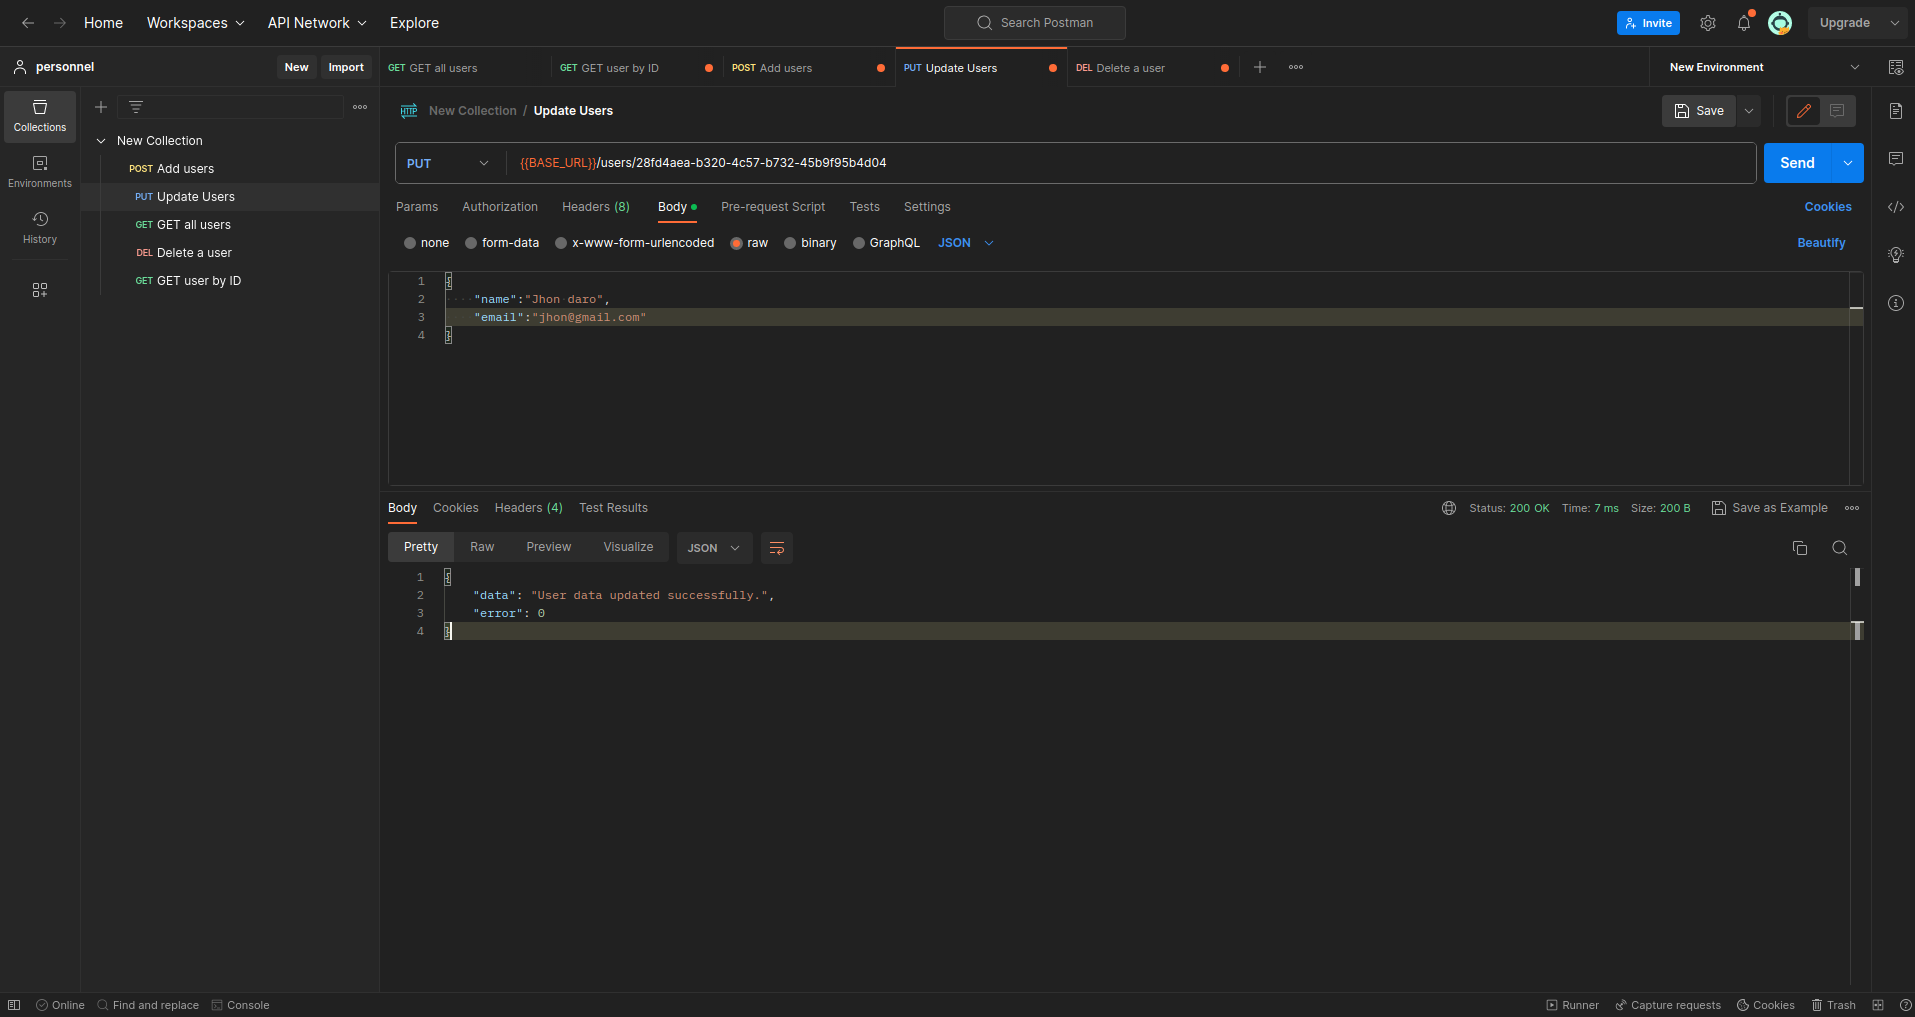 Home Workspaces API Network Explore Search Postman Invite Upgrade
personnel New Import GET GET all users GET GET user by ID POST Add users PUT Update Users DEL Delete a user New Environment
Collections
Environments
History
New Collection
POST Add users
PUT Update Users
GET GET all users
DEL Delete a user
GET GET user by ID
HTTP New Collection / Update Users Save
PUT {{BASE_URL}}/users/28fd4aea-b320-4c57-b732-45b9f95b4d04 Send
Params Authorization Headers (8) Body Pre-request Script Tests Settings Cookies
none form-data x-www-form-urlencoded raw binary GraphQL JSON Beautify
1 {
2 "name":"Jhon daro",
3 "email":"jhon@gmail.com"
4 }
Body Cookies Headers (4) Test Results Status: 200 OK Time: 7 ms Size: 200 B Save as Example
Pretty Raw Preview Visualize JSON
1 {
2 "data": "User data updated successfully.",
3 "error": 0
4 }
Online Find and replace Console Runner Capture requests Cookies Trash